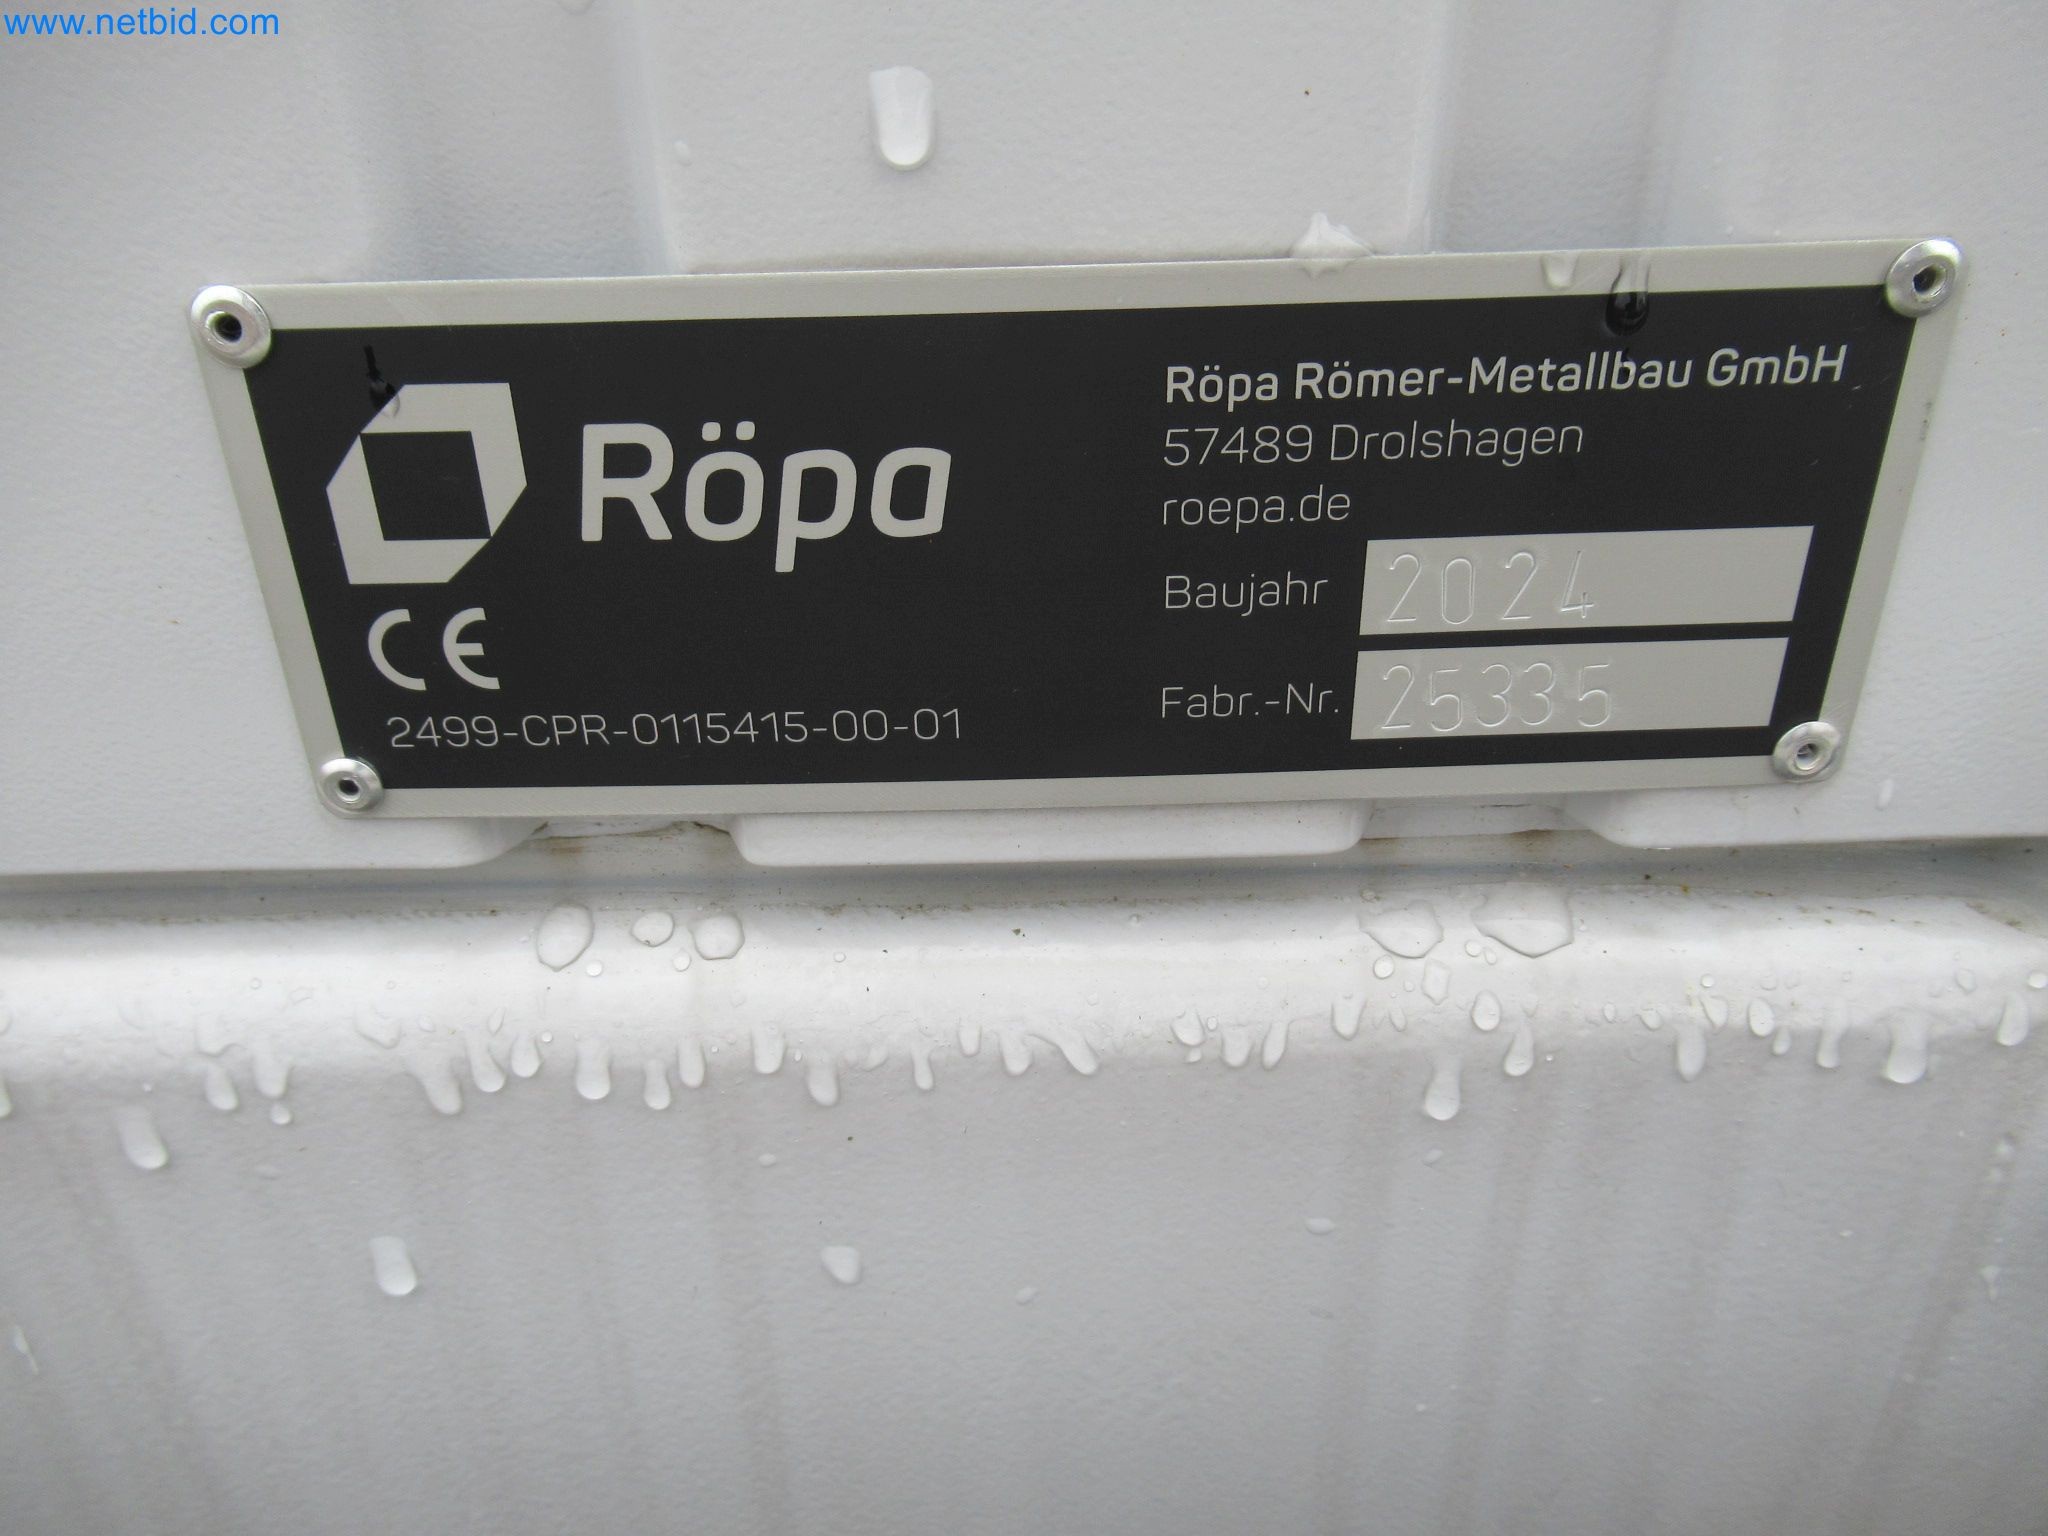 www.netbid.com
Röpa
CE
2499-CPR-0115415-00-01
Röpa Römer-Metallbau GmbH
57489 Drolshagen
roepa.de
Baujahr 2024
Fabr.-Nr. 25335